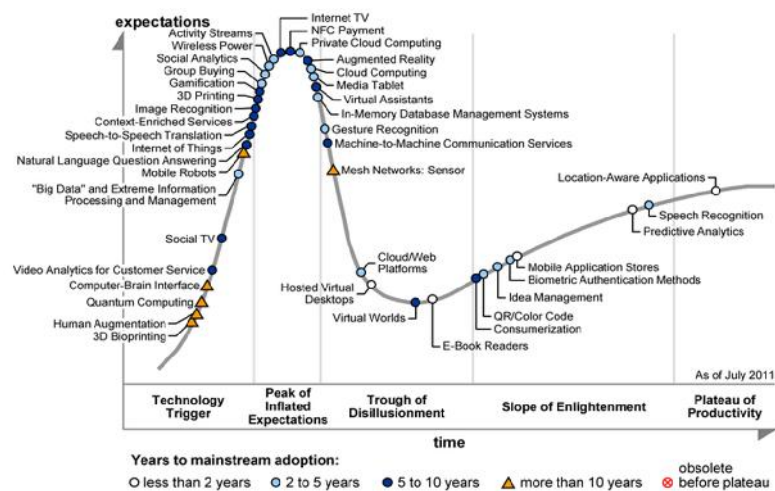 expectations
Internet TV
NFC Payment
Activity Streams
Private Cloud Computing
Wireless Power
Social Analytics
Augmented Reality
Group Buying
Cloud Computing
Gamification
Media Tablet
3D Printing
Virtual Assistants
Image Recognition
In-Memory Database Management Systems
Context-Enriched Services
Gesture Recognition
Speech-to-Speech Translation
Machine-to-Machine Communication Services
Internet of Things
Natural Language Question Answering
Mobile Robots
Mesh Networks: Sensor
"Big Data" and Extreme Information
Processing and Management
Location-Aware Applications
Speech Recognition
Predictive Analytics
Social TV
Video Analytics for Customer Service
Computer-Brain Interface
Quantum Computing
Human Augmentation
3D Bioprinting
Cloud/Web
Platforms
Hosted Virtual
Desktops
Virtual Worlds
E-Book Readers
Mobile Application Stores
Biometric Authentication Methods
Idea Management
QR/Color Code
Consumerization
As of July 2011
Technology
Trigger
Peak of
Inflated
Expectations
Trough of
Disillusionment
Slope of Enlightenment
Plateau of
Productivity
time
Years to mainstream adoption:
less than 2 years
2 to 5 years
5 to 10 years
more than 10 years
obsolete
before plateau